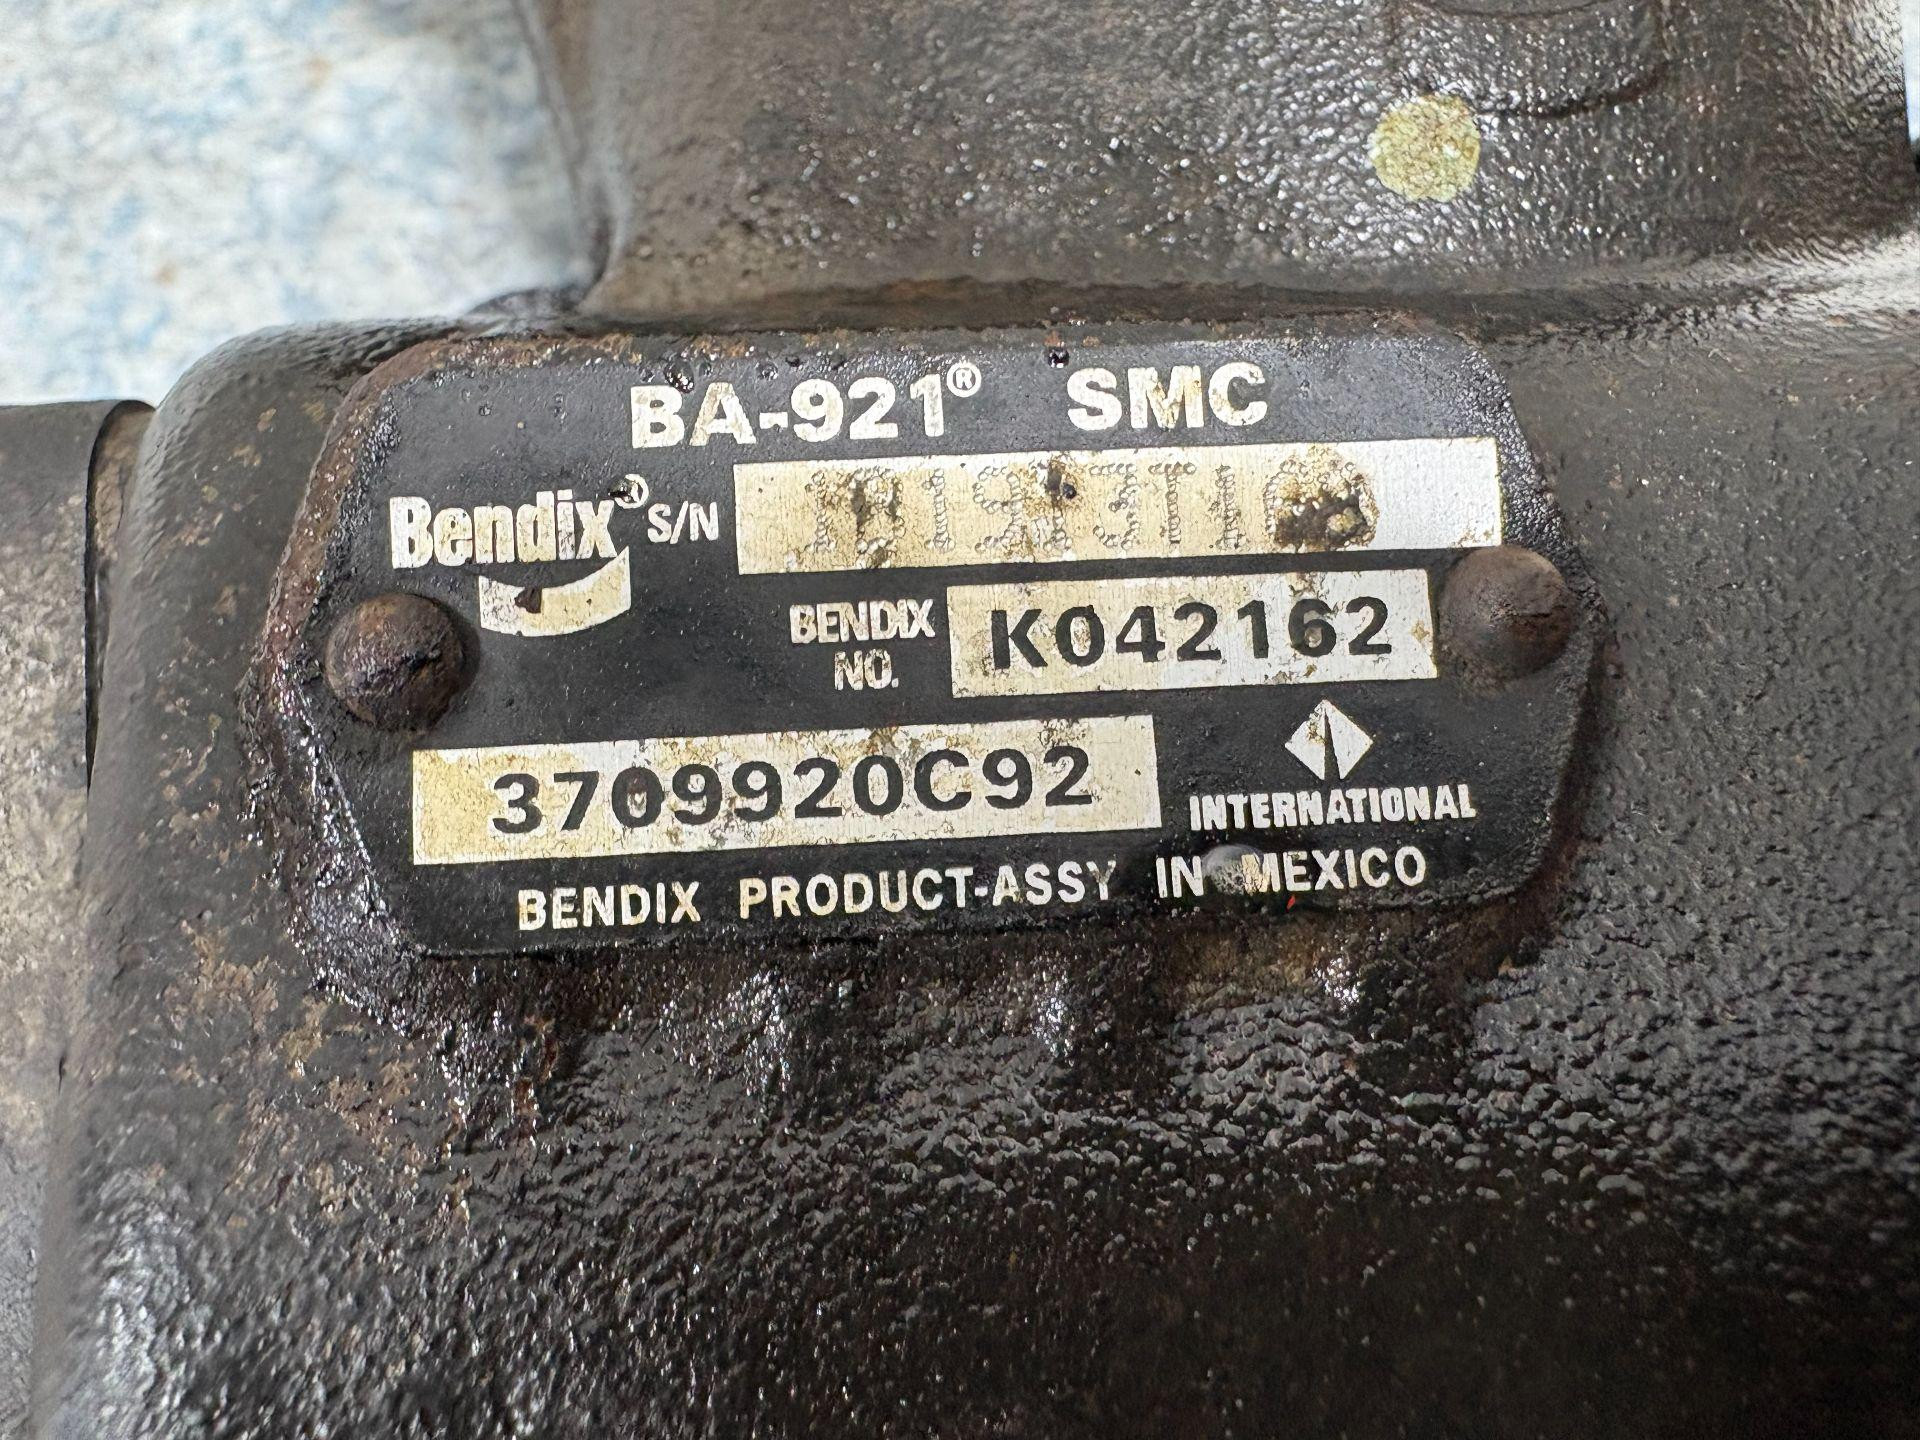 BA-921® SMC
Bendix® S/N
BENDIX NO. K042162
3709920C92
INTERNATIONAL
BENDIX PRODUCT-ASSY IN MEXICO